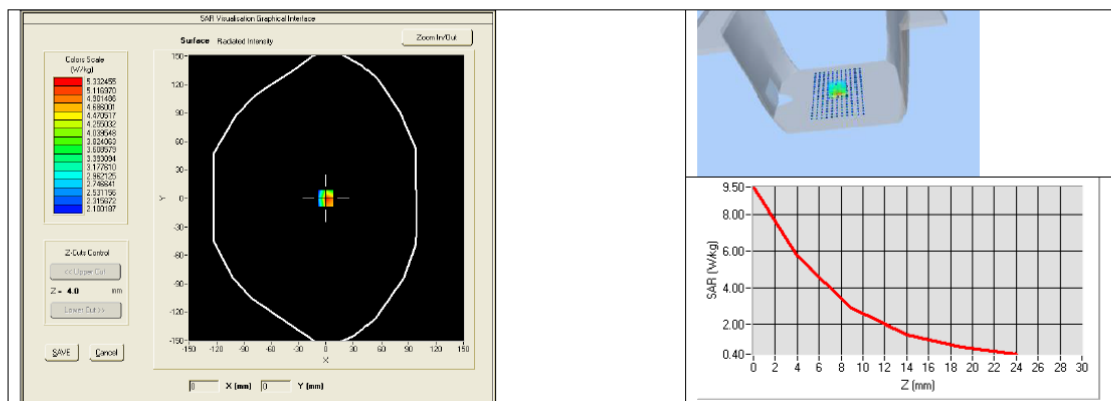 SAR Visualisation Graphical Interface
Surface Radiated Intensity
Zoom In/Out
Colors Scale
(W/kg)
5.332455
5.116970
4.901486
4.686001
4.470517
4.255032
4.039548
3.824063
3.608579
3.393094
3.177610
2.962125
2.746641
2.531156
2.315672
2.100187
150
120
90
60
30
0
-30
-60
-90
-120
-150
Y
-150 -120 -90 -60 -30 0 30 60 90 120 150
X
Z-Cuts Control
<< Upper Cut
Z = 4.0 mm
Lower Cut >>
SAVE Cancel
0 X (mm) 0 Y (mm)
9.50
8.00
6.00
4.00
2.00
0.40
SAR (W/kg)
0 2 4 6 8 10 12 14 16 18 20 22 24 26 28 30
Z (mm)